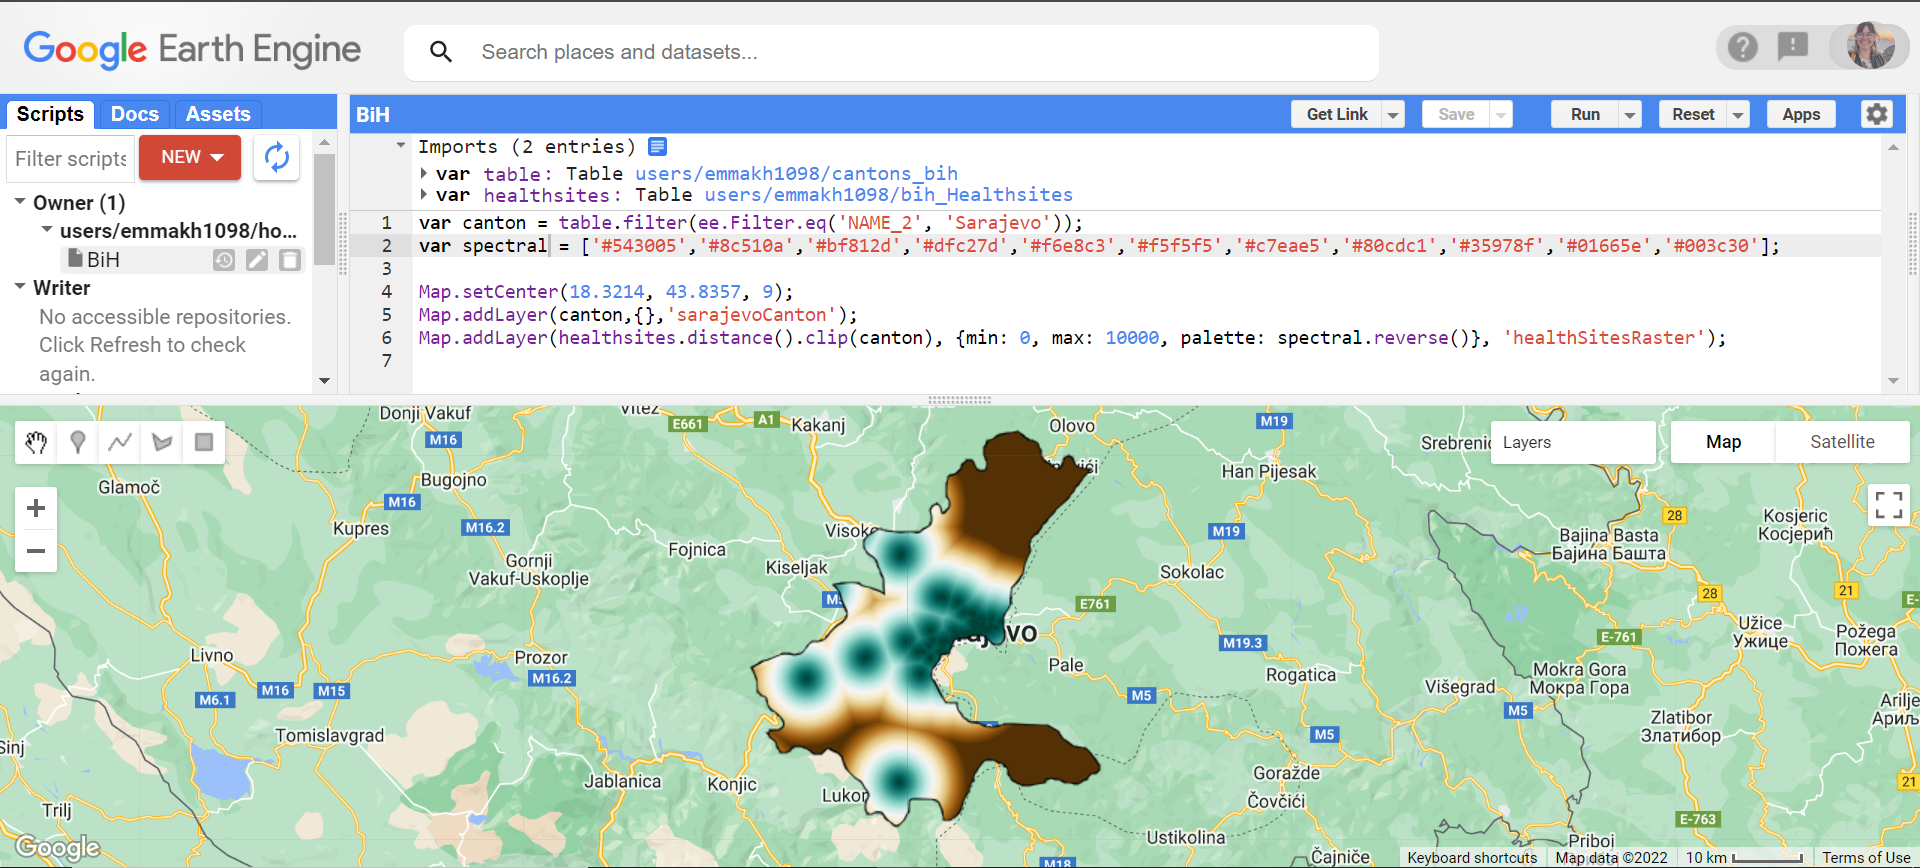 Google Earth Engine
Search places and datasets...
Scripts
Docs
Assets
Filter scripts
NEW
Owner (1)
users/emmakh1098/ho...
BiH
Writer
No accessible repositories.
Click Refresh to check
again.
BiH
Get Link
Save
Run
Reset
Apps
Imports (2 entries)
var table: Table users/emmakh1098/cantons_bih
var healthsites: Table users/emmakh1098/bih_Healthsites
1 var canton = table.filter(ee.Filter.eq('NAME_2', 'Sarajevo'));
2 var spectral = ['#543005','#8c510a','#bf812d','#dfc27d','#f6e8c3','#f5f5f5','#c7eae5','#80cdc1','#35978f','#01665e','#003c30'];
3
4 Map.setCenter(18.3214, 43.8357, 9);
5 Map.addLayer(canton,{},'sarajevoCanton');
6 Map.addLayer(healthsites.distance().clip(canton), {min: 0, max: 10000, palette: spectral.reverse()}, 'healthSitesRaster');
7
Layers
Map
Satellite
Donji Vakuf
Vitez
E661
A1
Kakanj
Olovo
M19
Srebrenic
M16
Glamoč
Bugojno
Han Pijesak
M16
28
Kosjeric
Косјерић
Kupres
M16.2
Visoko
M19
Bajina Basta
Бајина Башта
Fojnica
Gornji
Vakuf-Uskoplje
Kiseljak
Sokolac
E761
28
21
E-
M19.3
E-761
Užice
Ужице
Požega
Пожега
Livno
Prozor
Pale
Rogatica
Mokra Gora
Мокра Гора
M16
M15
M6.1
M16.2
M5
Višegrad
M5
Arilje
Ариљ
Zlatibor
Златибор
Tomislavgrad
M5
Sinj
Jablanica
Konjic
Lukor
Goražde
Čovčići
21
Trilj
E-763
Ustikolina
Priboj
Čajniče
M18
Google
Keyboard shortcuts
Map data ©2022
10 km
Terms of Use